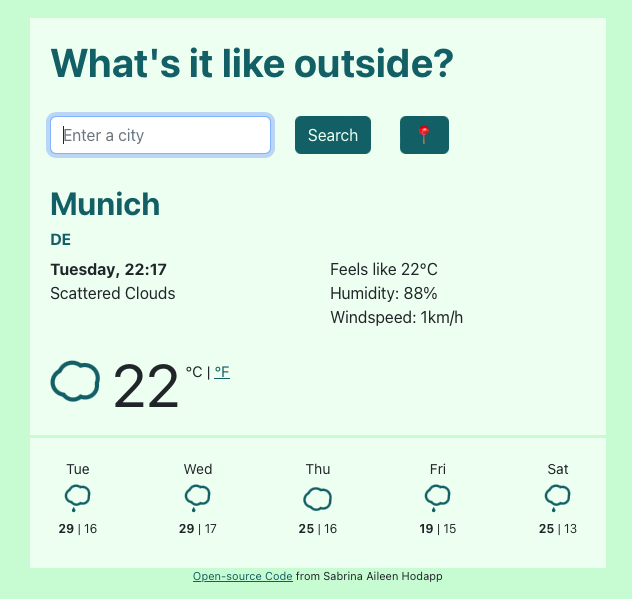 What's it like outside?
Enter a city
Search
Munich
DE
Tuesday, 22:17
Feels like 22°C
Scattered Clouds
Humidity: 88%
Windspeed: 1km/h
22 °C | °F
Tue Wed Thu Fri Sat
29 | 16 29 | 17 25 | 16 19 | 15 25 | 13
Open-source Code from Sabrina Aileen Hodapp